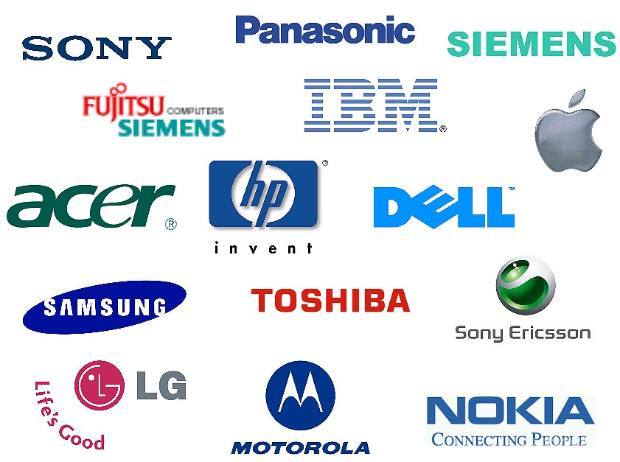 SONY
Panasonic
SIEMENS
FUJITSU COMPUTERS
SIEMENS
IBM®
acer®
hp®
invent
DELL™
SAMSUNG
TOSHIBA
Sony Ericsson
LG
Life's Good
MOTOROLA
NOKIA
CONNECTING PEOPLE